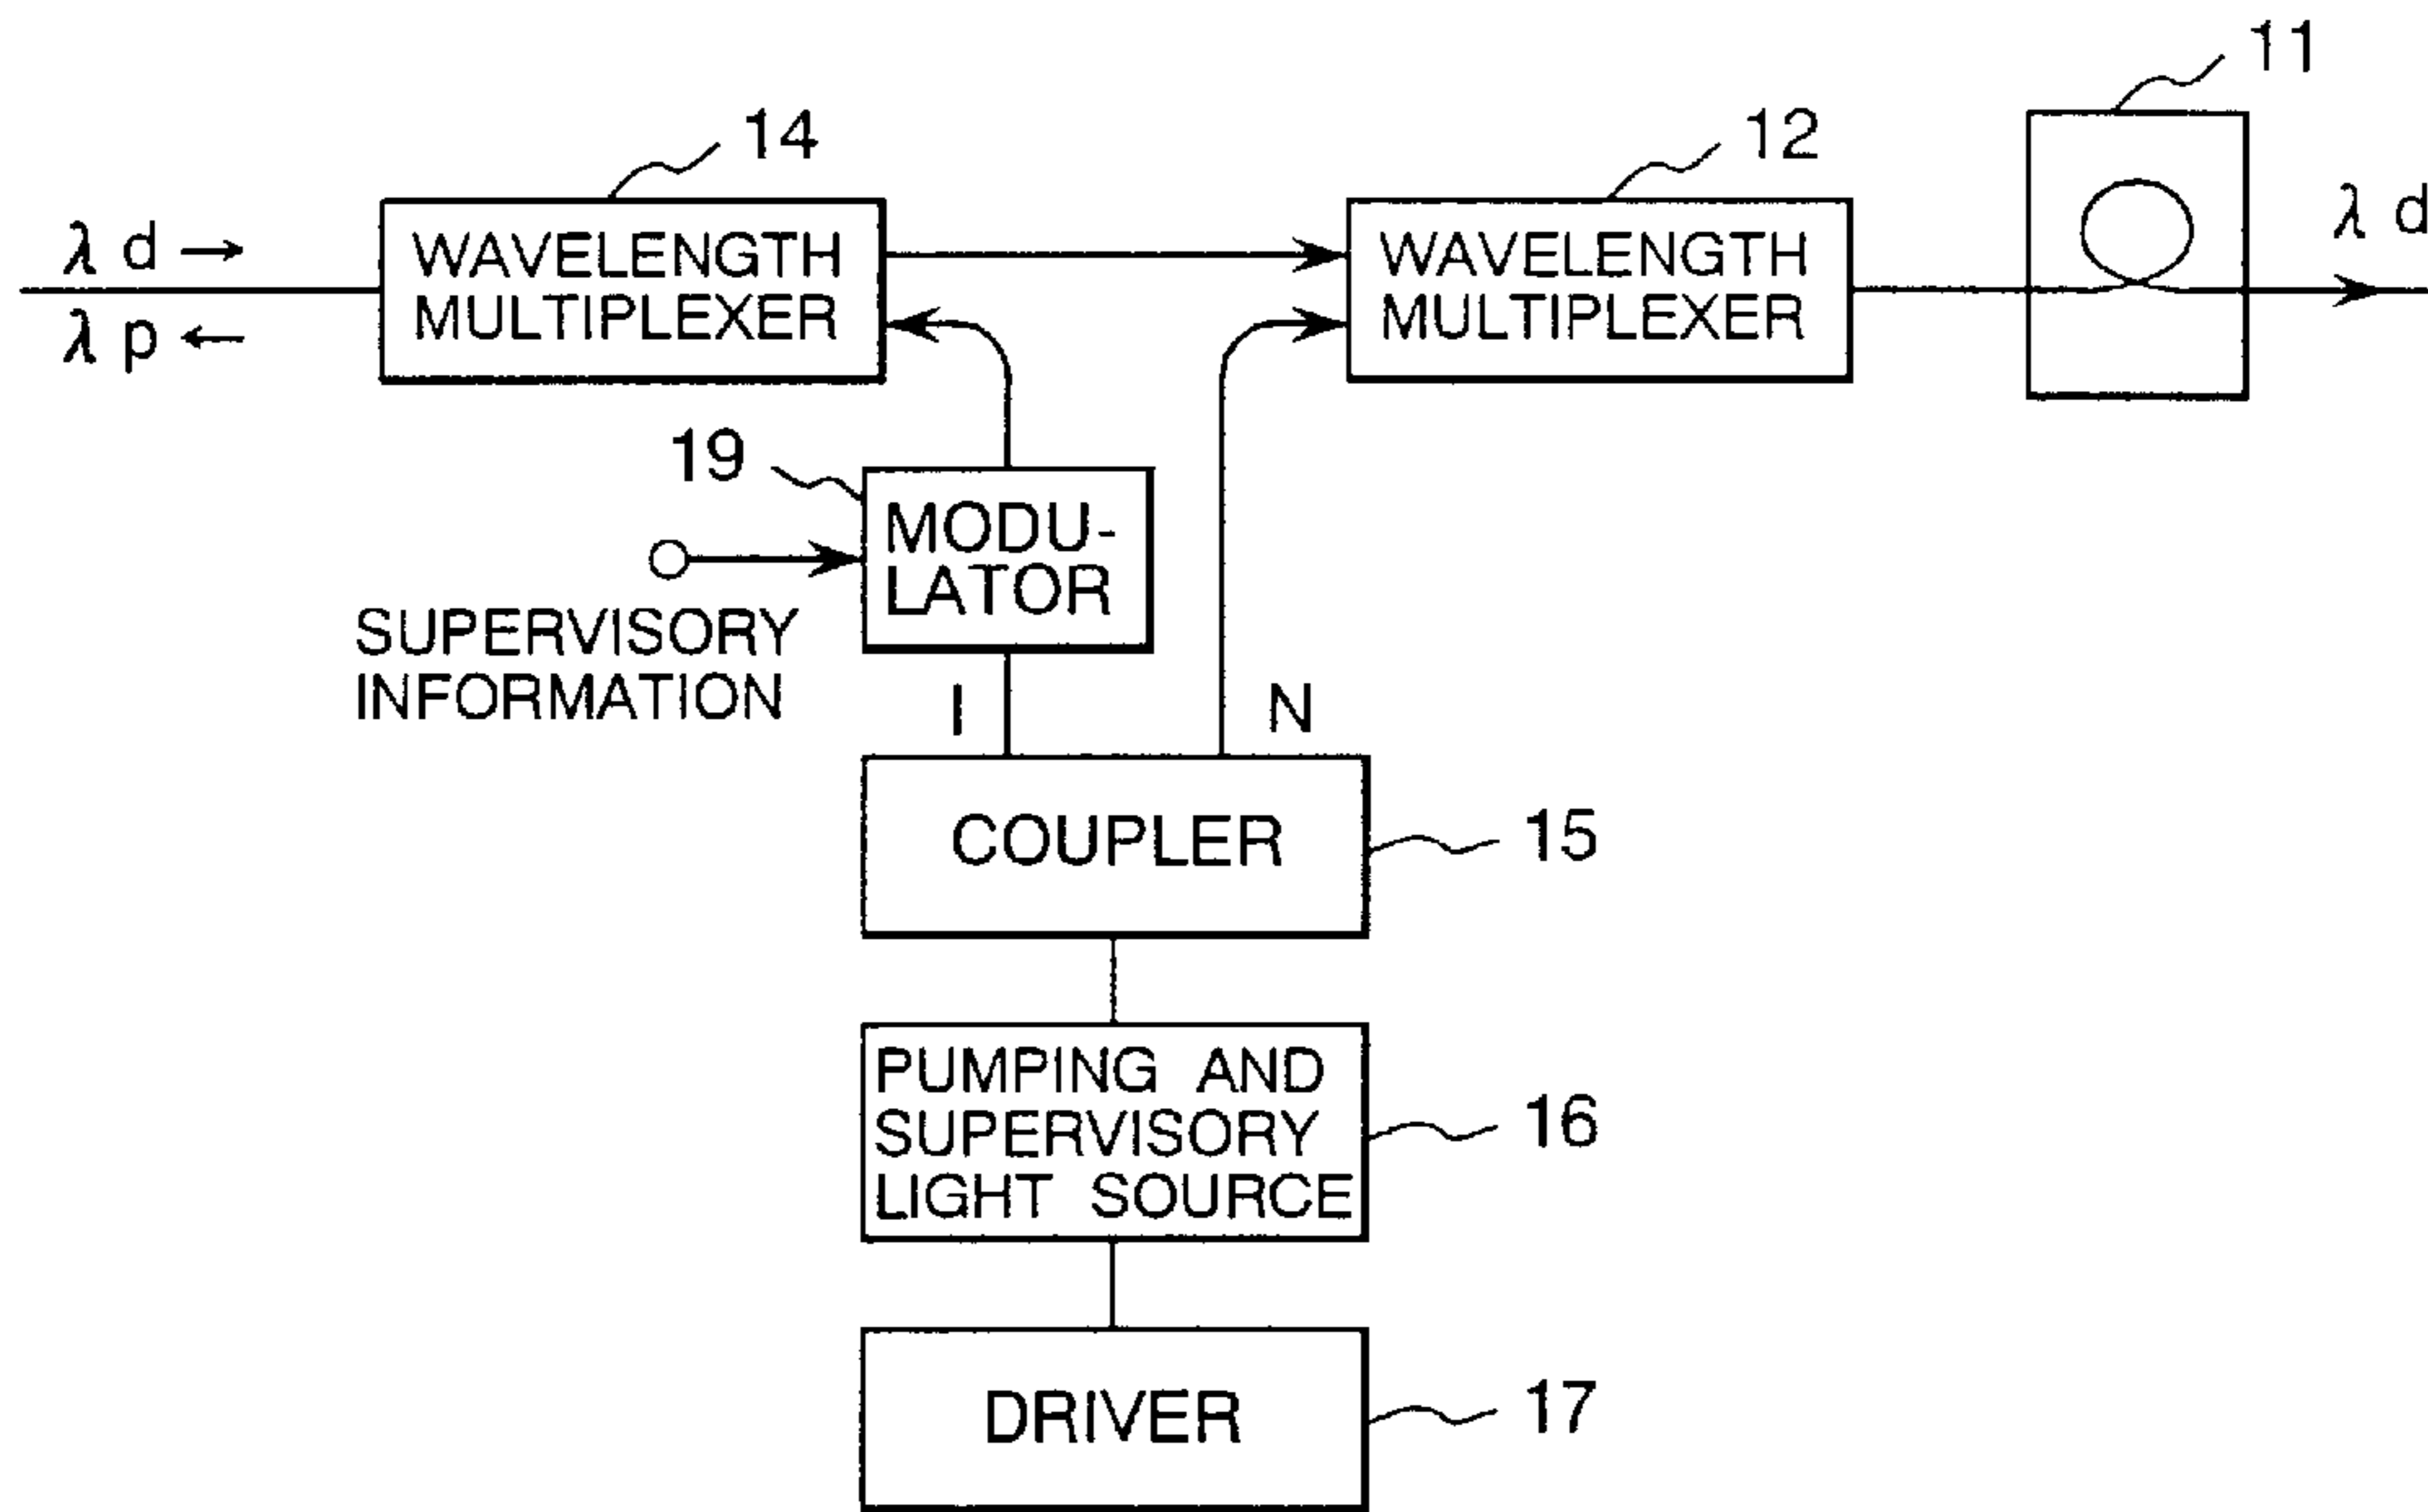 11
14
12
λ d →
λ p ←
WAVELENGTH
MULTIPLEXER
WAVELENGTH
MULTIPLEXER
λ d
19
MODU-
LATOR
SUPERVISORY
INFORMATION
I
N
COUPLER
15
PUMPING AND
SUPERVISORY
LIGHT SOURCE
16
DRIVER
17